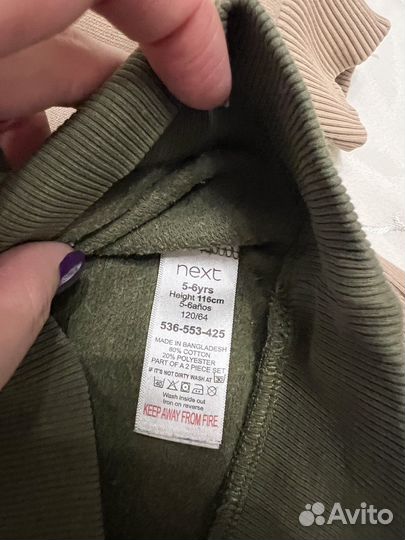 next
5-6yrs
Height 116cm
5-6años
120/64
536-553-425
MADE IN BANGLADESH
80% COTTON
20% POLYESTER
PART OF A 2 PIECE SET
IF IT'S NOT DIRTY WASH AT 30
40
Wash inside out
Iron on reverse
KEEP AWAY FROM FIRE
Avito